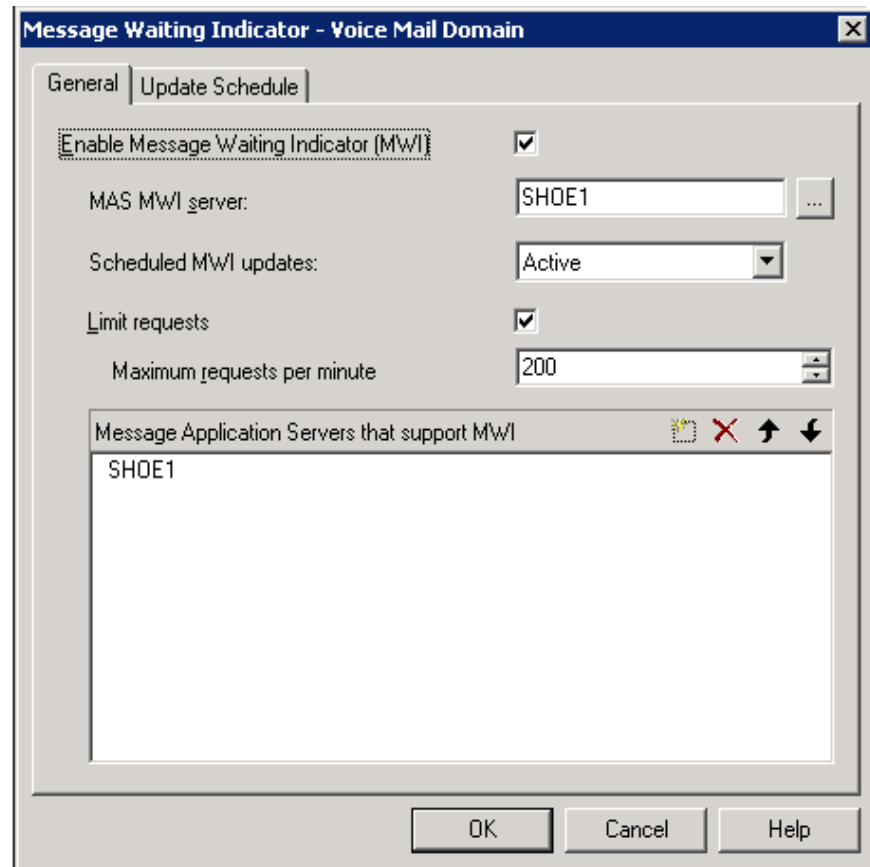 Message Waiting Indicator - Voice Mail Domain
General
Update Schedule
Enable Message Waiting Indicator (MWI)
MAS MWI server:
SHOE1
...
Scheduled MWI updates:
Active
Limit requests
Maximum requests per minute
200
Message Application Servers that support MWI
SHOE1
OK
Cancel
Help